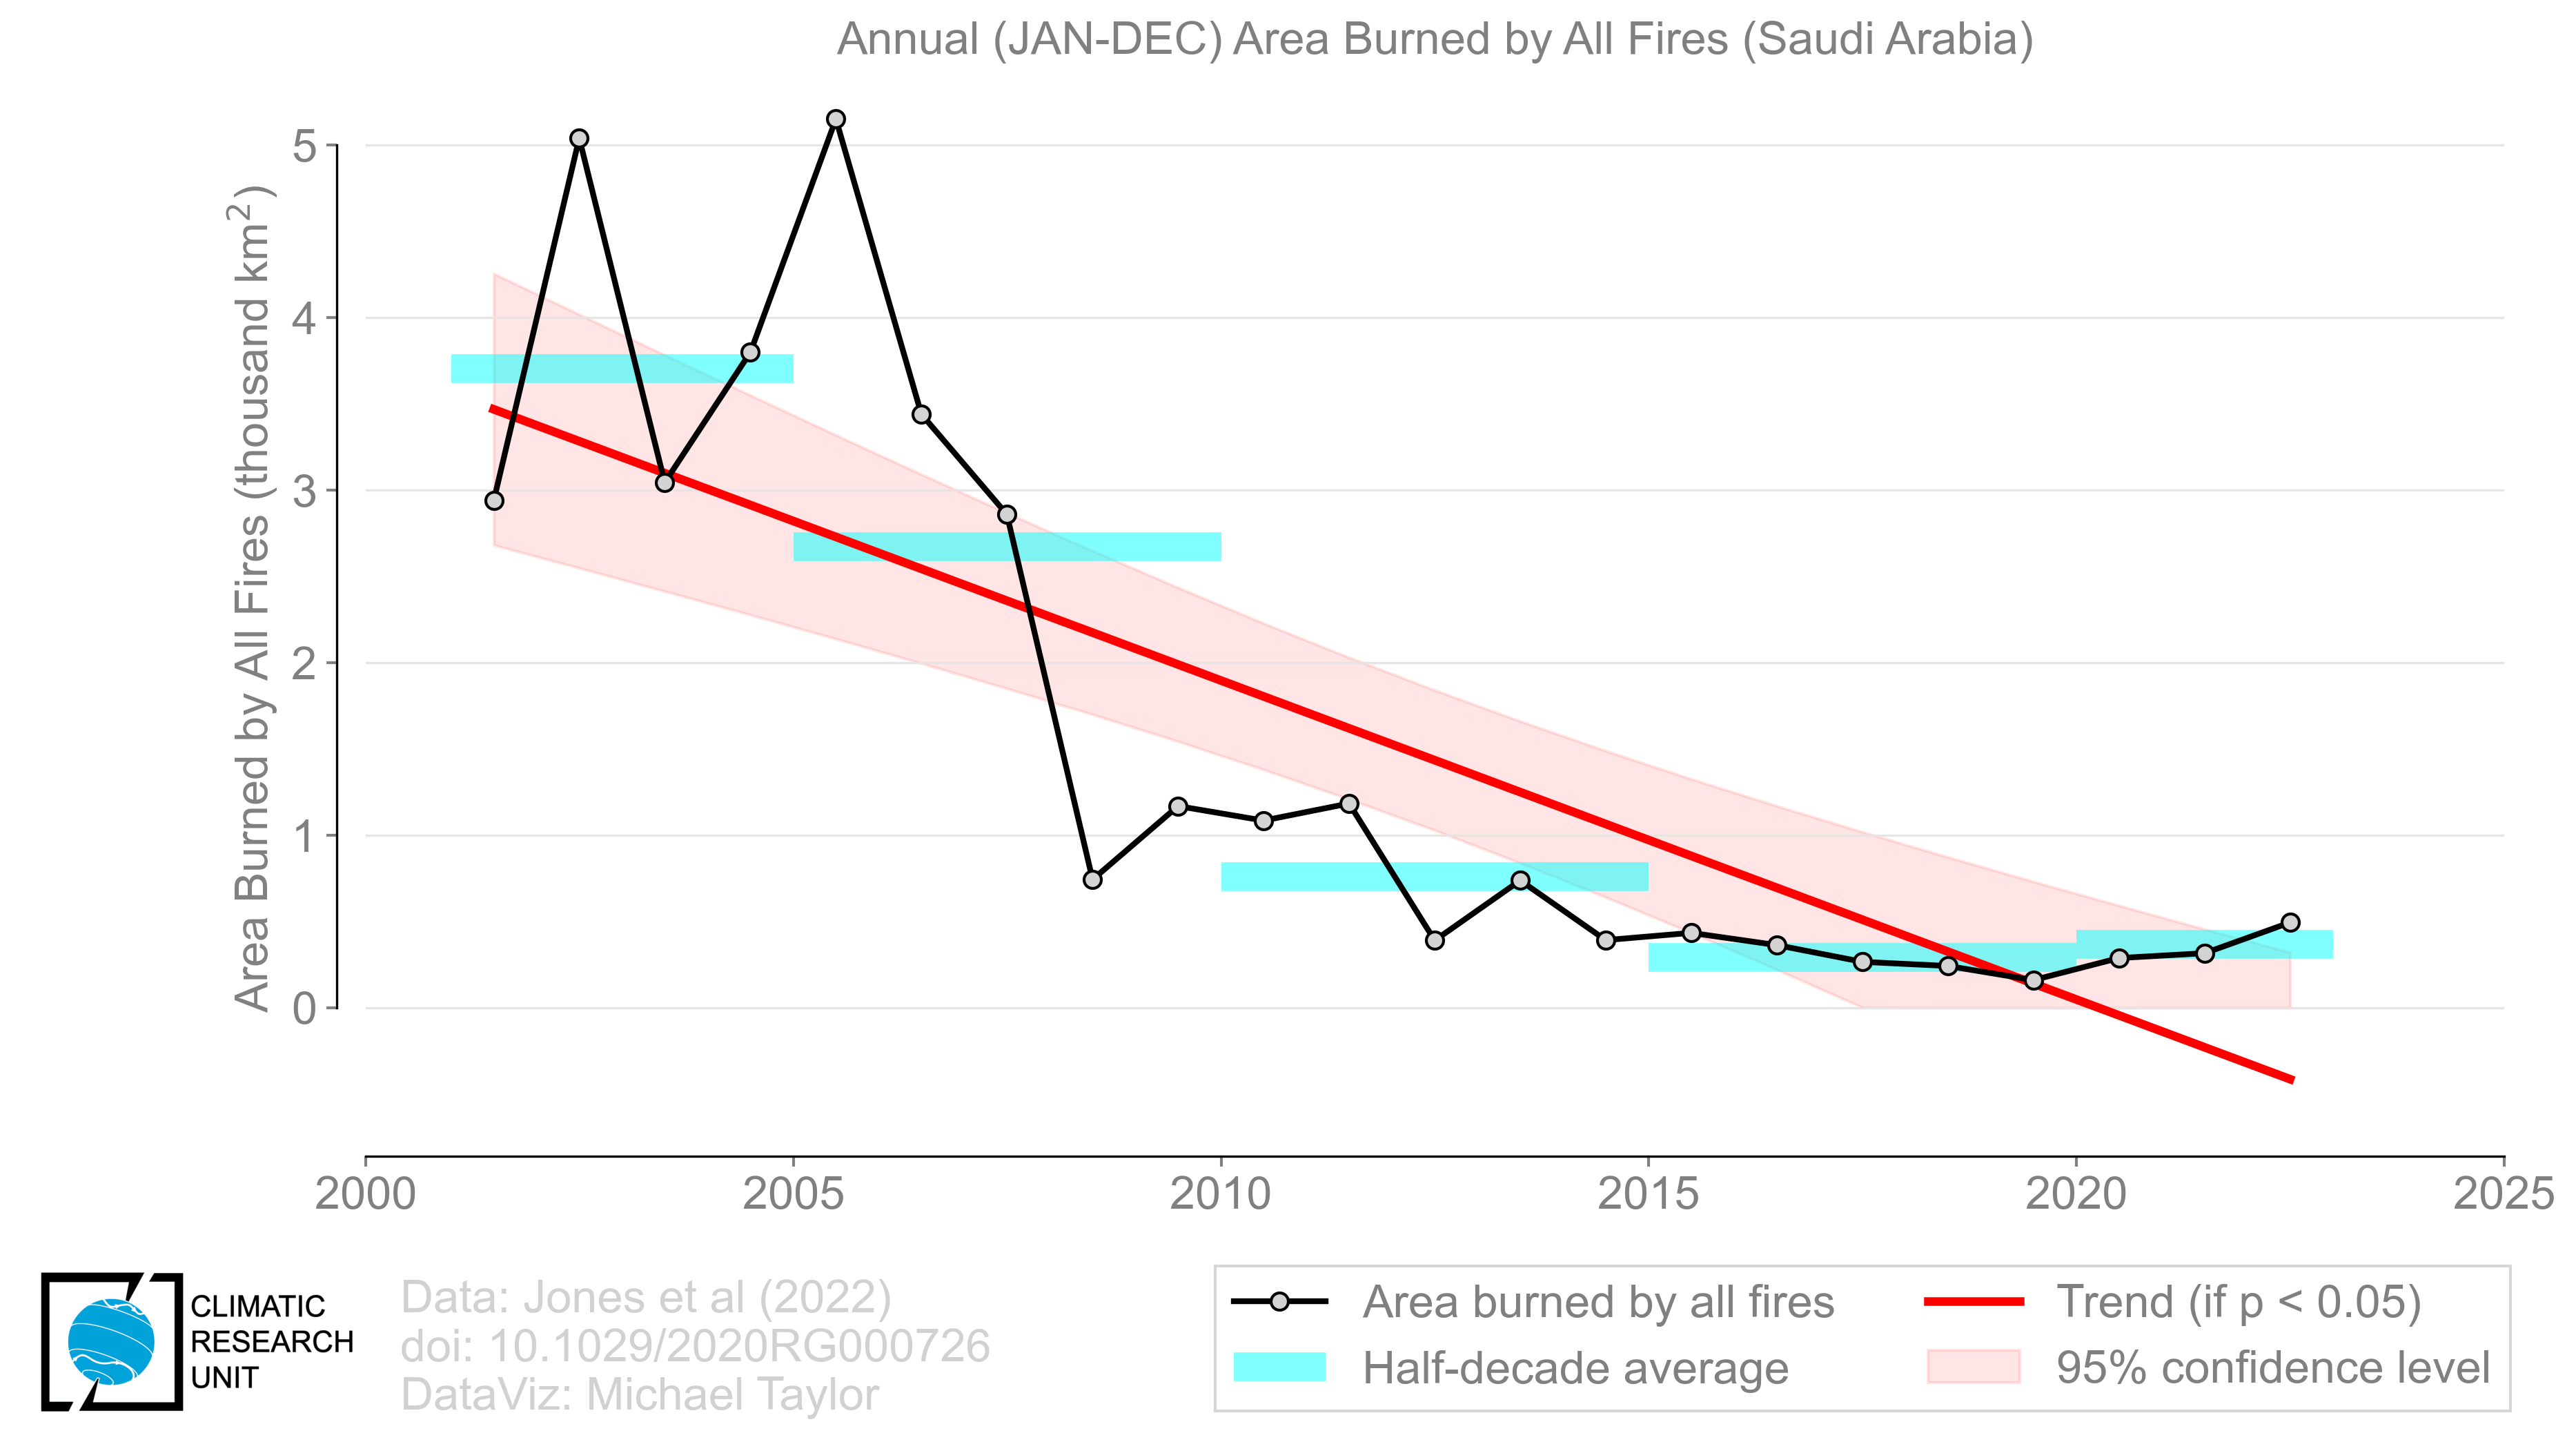 Annual (JAN-DEC) Area Burned by All Fires (Saudi Arabia)
Area Burned by All Fires (thousand km²)
5
4
3
2
1
0
2000 2005 2010 2015 2020 2025
CLIMATIC
RESEARCH
UNIT
Data: Jones et al (2022)
doi: 10.1029/2020RG000726
DataViz: Michael Taylor
Area burned by all fires
Half-decade average
Trend (if p < 0.05)
95% confidence level